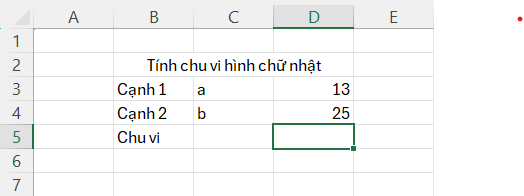 A B C D E
1
2 Tính chu vi hình chữ nhật
3 Cạnh 1 a 13
4 Cạnh 2 b 25
5 Chu vi
6
7